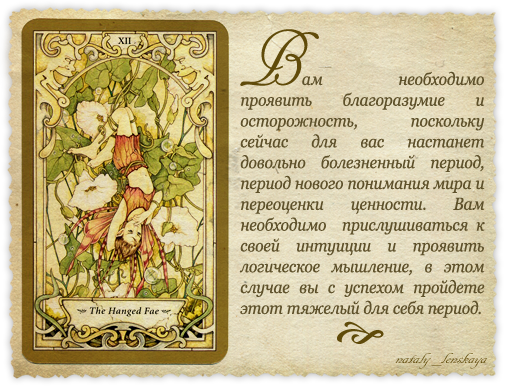 XII
The Hanged Fae
Вам необходимо
проявить благоразумие и
осторожность, поскольку
сейчас для вас настанет
довольно болезненный период,
период нового понимания мира и
переоценки ценности. Вам
необходимо прислушиваться к
своей интуиции и проявить
логическое мышление, в этом
случае вы с успехом пройдете
этот тяжелый для себя период.
nataly_lenskaya